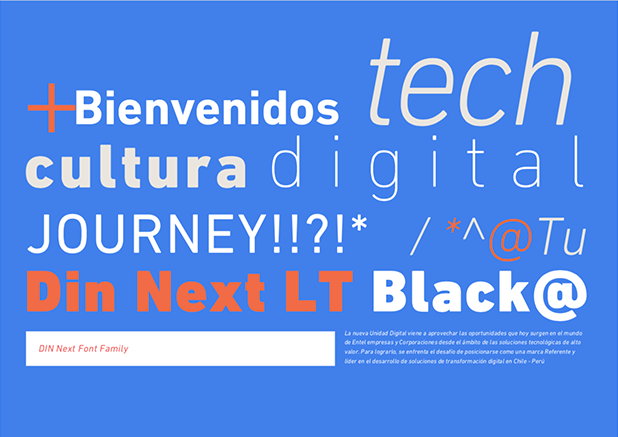 tech
+Bienvenidos
cultura digital
JOURNEY!!?!* / *^@Tu
Din Next LT Black@
DIN Next Font Family
La nueva Unidad Digital viene a aprovechar las oportunidades que hoy surgen en el mundo
de Entel empresas y Corporaciones desde el ámbito de las soluciones tecnológicas de alto
valor. Para lograrlo, se enfrenta el desafío de posicionarse como una marca Referente y
líder en el desarrollo de soluciones de transformación digital en Chile - Perú